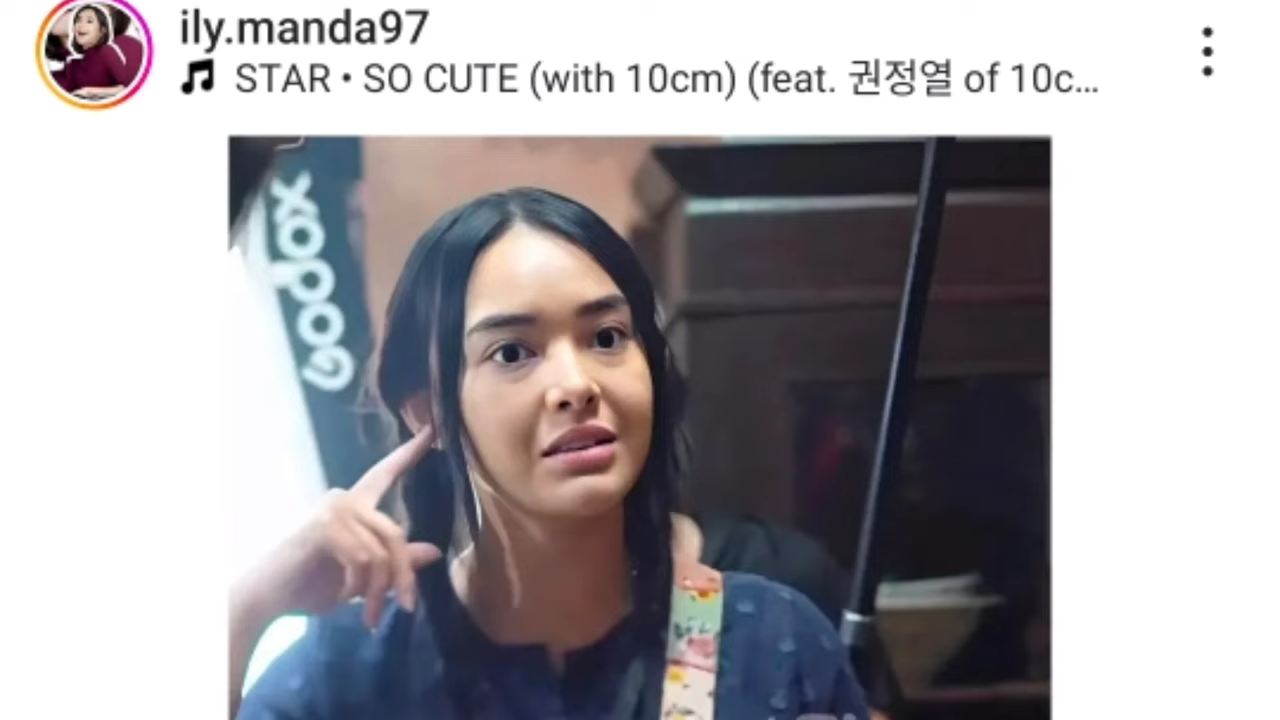 ily.manda97
STAR • SO CUTE (with 10cm) (feat. 권정열 of 10c...
Godox